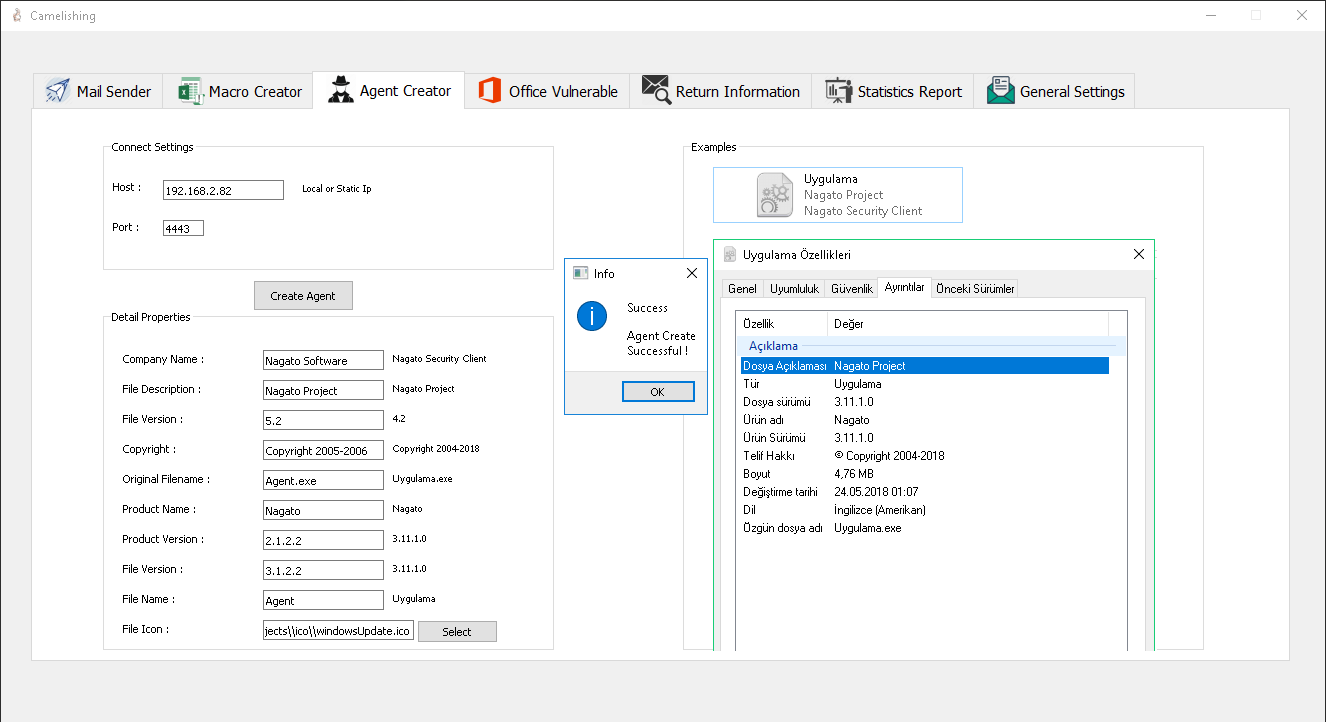 Camelishing
Mail Sender
Macro Creator
Agent Creator
Office Vulnerable
Return Information
Statistics Report
General Settings
Connect Settings
Host :
192.168.2.82
Local or Static Ip
Port :
4443
Create Agent
Detail Properties
Company Name :
Nagato Software
Nagato Security Client
File Description :
Nagato Project
Nagato Project
File Version :
5.2
4.2
Copyright :
Copyright 2005-2006
Copyright 2004-2018
Original Filename :
Agent.exe
Uygulama.exe
Product Name :
Nagato
Nagato
Product Version :
2.1.2.2
3.11.1.0
File Version :
3.1.2.2
3.11.1.0
File Name :
Agent
Uygulama
File Icon :
jects\\ico\\windowsUpdate.ico
Select
Info
Success
Agent Create
Successful !
OK
Examples
Uygulama
Nagato Project
Nagato Security Client
Uygulama Özellikleri
Genel
Uyumluluk
Güvenlik
Ayrıntılar
Önceki Sürümler
Özellik
Değer
Açıklama
Dosya Açıklaması Nagato Project
Tür Uygulama
Dosya sürümü 3.11.1.0
Ürün adı Nagato
Ürün Sürümü 3.11.1.0
Telif Hakkı © Copyright 2004-2018
Boyut 4,76 MB
Değiştirme tarihi 24.05.2018 01:07
Dil İngilizce (Amerikan)
Özgün dosya adı Uygulama.exe